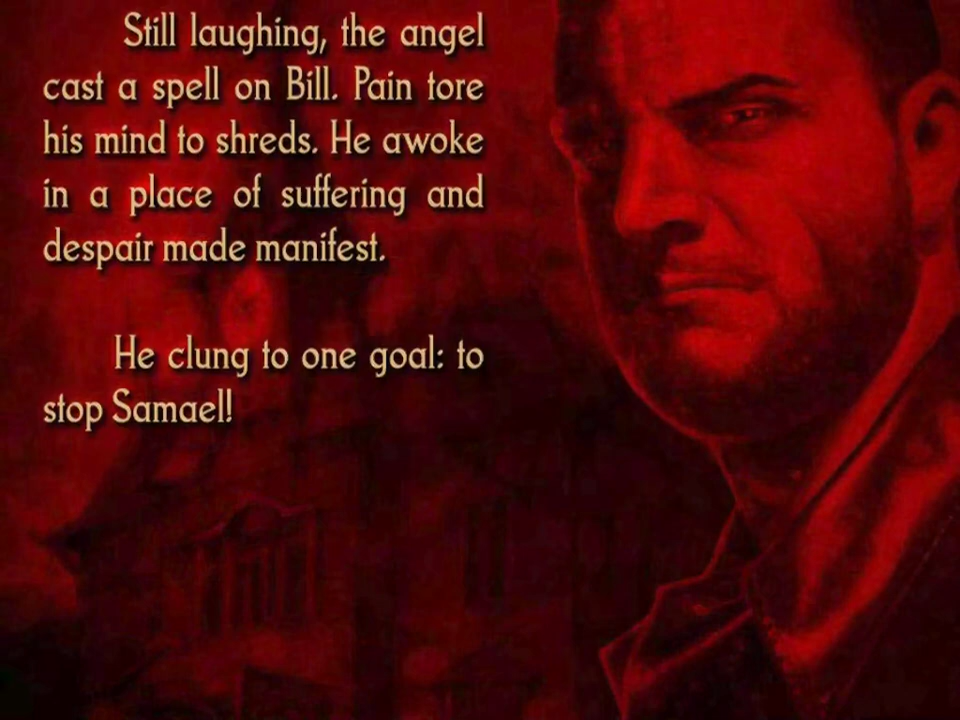 Still laughing, the angel
cast a spell on Bill. Pain tore
his mind to shreds. He awoke
in a place of suffering and
despair made manifest.
He clung to one goal: to
stop Samael!